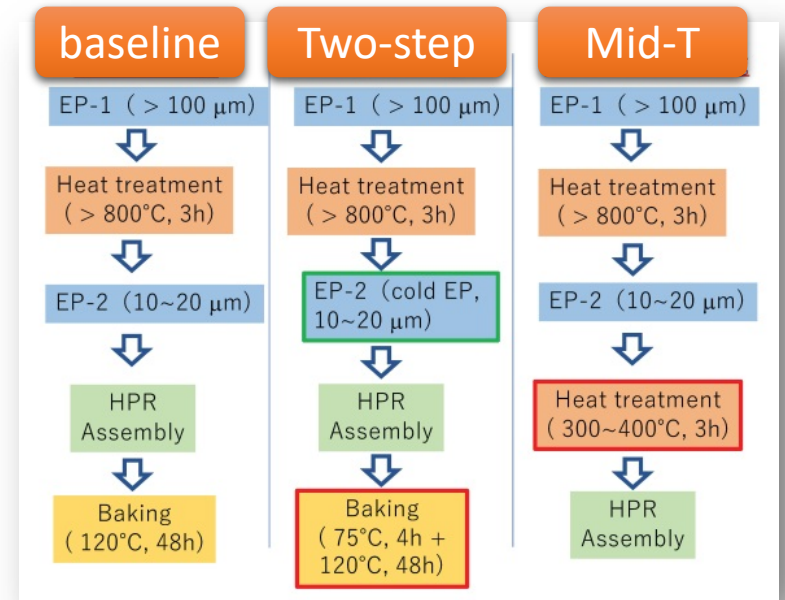 baseline
EP-1 ( > 100 μm)
Heat treatment
( > 800°C, 3h)
EP-2 (10~20 μm)
HPR
Assembly
Baking
( 120°C, 48h)
Two-step
EP-1 ( > 100 μm)
Heat treatment
( > 800°C, 3h)
EP-2 (cold EP,
10~20 μm)
HPR
Assembly
Baking
( 75°C, 4h +
120°C, 48h)
Mid-T
EP-1 ( > 100 μm)
Heat treatment
( > 800°C, 3h)
EP-2 (10~20 μm)
Heat treatment
( 300~400°C, 3h)
HPR
Assembly